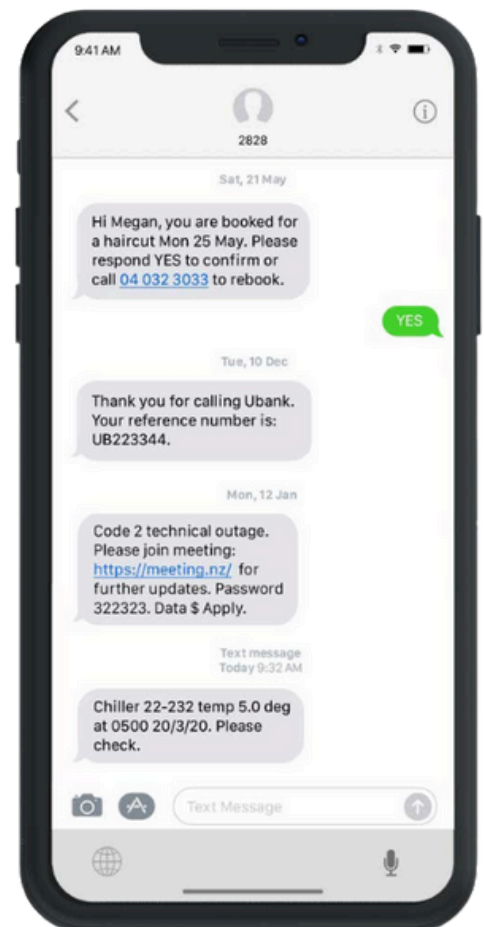 9:41 AM
2828
Sat, 21 May
Hi Megan, you are booked for
a haircut Mon 25 May. Please
respond YES to confirm or
call 04 032 3033 to rebook.
YES
Tue, 10 Dec
Thank you for calling Ubank.
Your reference number is:
UB223344.
Mon, 12 Jan
Code 2 technical outage.
Please join meeting:
https://meeting.nz/ for
further updates. Password
322323. Data $ Apply.
Text message
Today 9:32 AM
Chiller 22-232 temp 5.0 deg
at 0500 20/3/20. Please
check.
Text Message